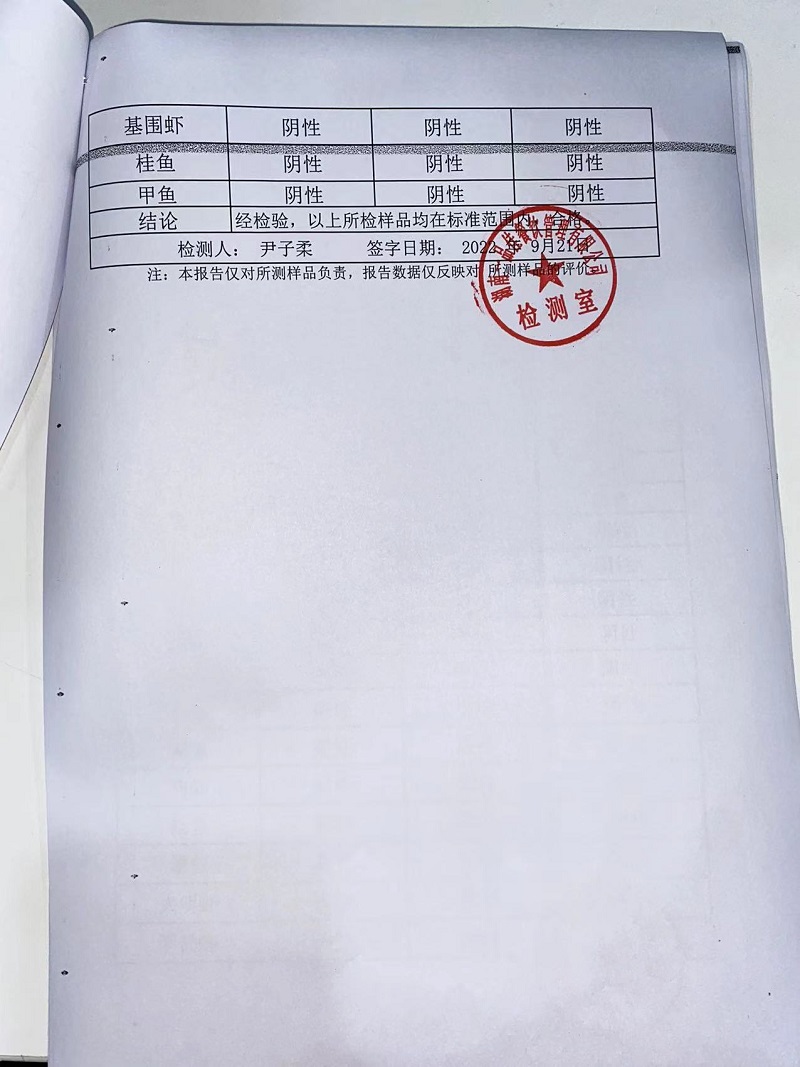 基围虾 阴性 阴性 阴性
桂鱼 阴性 阴性 阴性
甲鱼 阴性 阴性 阴性
结论 经检验，以上所检样品均在标准范围内，合格
检测人： 尹子柔 签字日期： 2022年 9月21日
注：本报告仅对所测样品负责，报告数据仅反映对 所测样品的评价
检测室